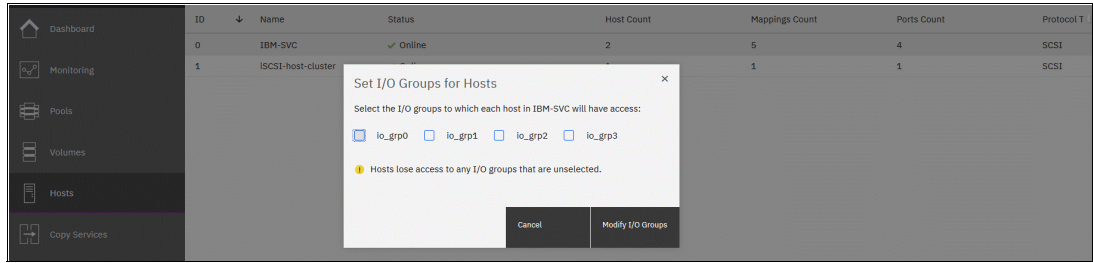 ID Name Status Host Count Mappings Count Ports Count Protocol T
Dashboard
0 IBM-SVC Online 2 5 4 SCSI
1 iSCSI-host-cluster 1 1 SCSI
Monitoring
Set I/O Groups for Hosts
Select the I/O groups to which each host in IBM-SVC will have access:
Pools
io_grp0 io_grp1 io_grp2 io_grp3
Volumes
Hosts lose access to any I/O groups that are unselected.
Hosts
Cancel Modify I/O Groups
Copy Services